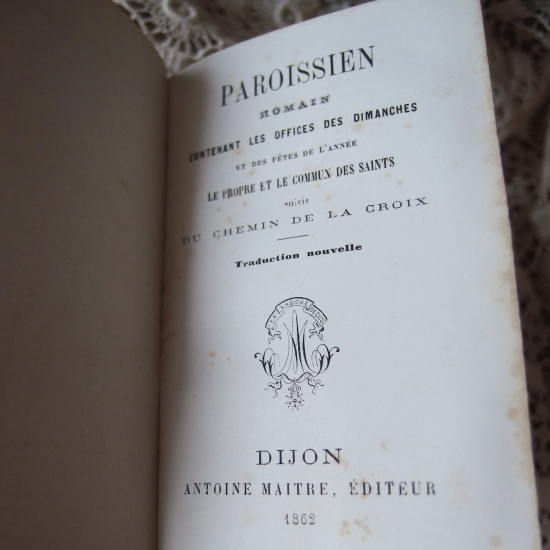 PAROISSIEN
ROMAIN
CONTENANT LES OFFICES DES DIMANCHES
ET DES FÊTES DE L'ANNÉE
LE PROPRE ET LE COMMUN DES SAINTS
suivis
DU CHEMIN DE LA CROIX
Traduction nouvelle
DIJON
ANTOINE MAITRE, ÉDITEUR
1862